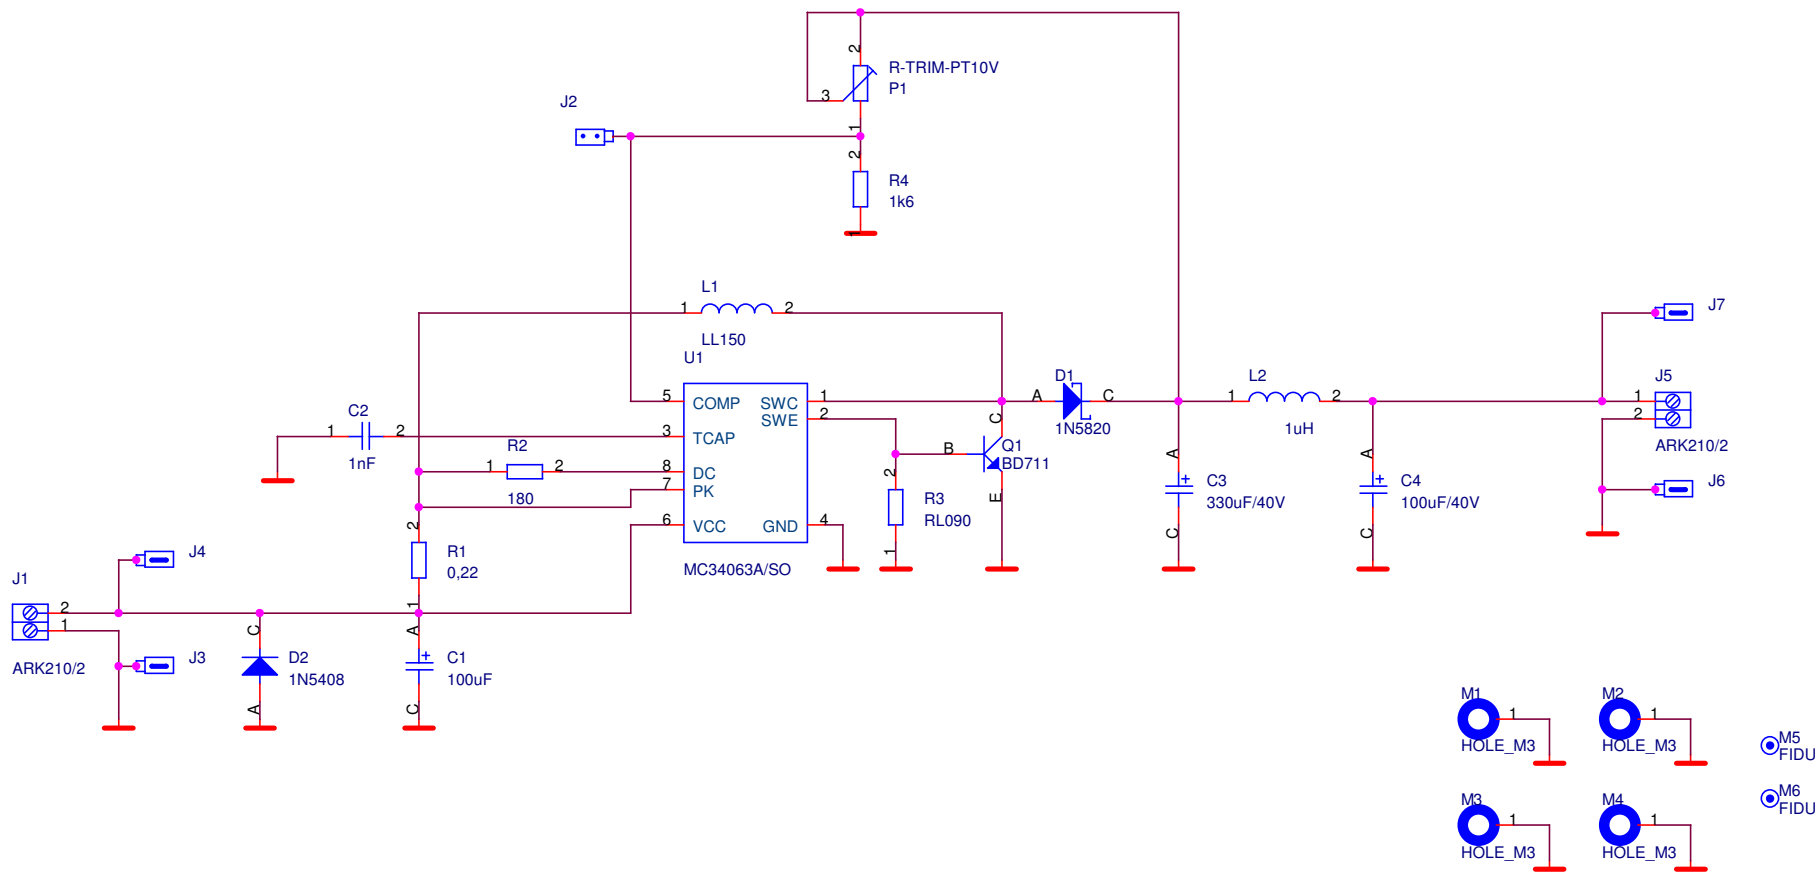 2
R-TRIM-PT10V
P1
3
1
J2
2
R4
1k6
1
L1
1
2
LL150
U1
J7
D1
A
C
1N5820
L2
1
2
1uH
J5
1
2
ARK210/2
5
COMP
SWC
1
SWE
2
C2
1
2
1nF
3
TCAP
R2
1
2
180
8
DC
7
PK
6
VCC
GND
4
MC34063A/SO
C
B
Q1
BD711
E
2
R3
RL090
1
A
C3
330uF/40V
C
A
C4
100uF/40V
C
J6
2
R1
0,22
1
J4
J1
2
1
ARK210/2
J3
C
D2
1N5408
A
A
C1
100uF
C
M1
1
HOLE_M3
M2
1
HOLE_M3
M5
FIDU
M3
1
HOLE_M3
M4
1
HOLE_M3
M6
FIDU